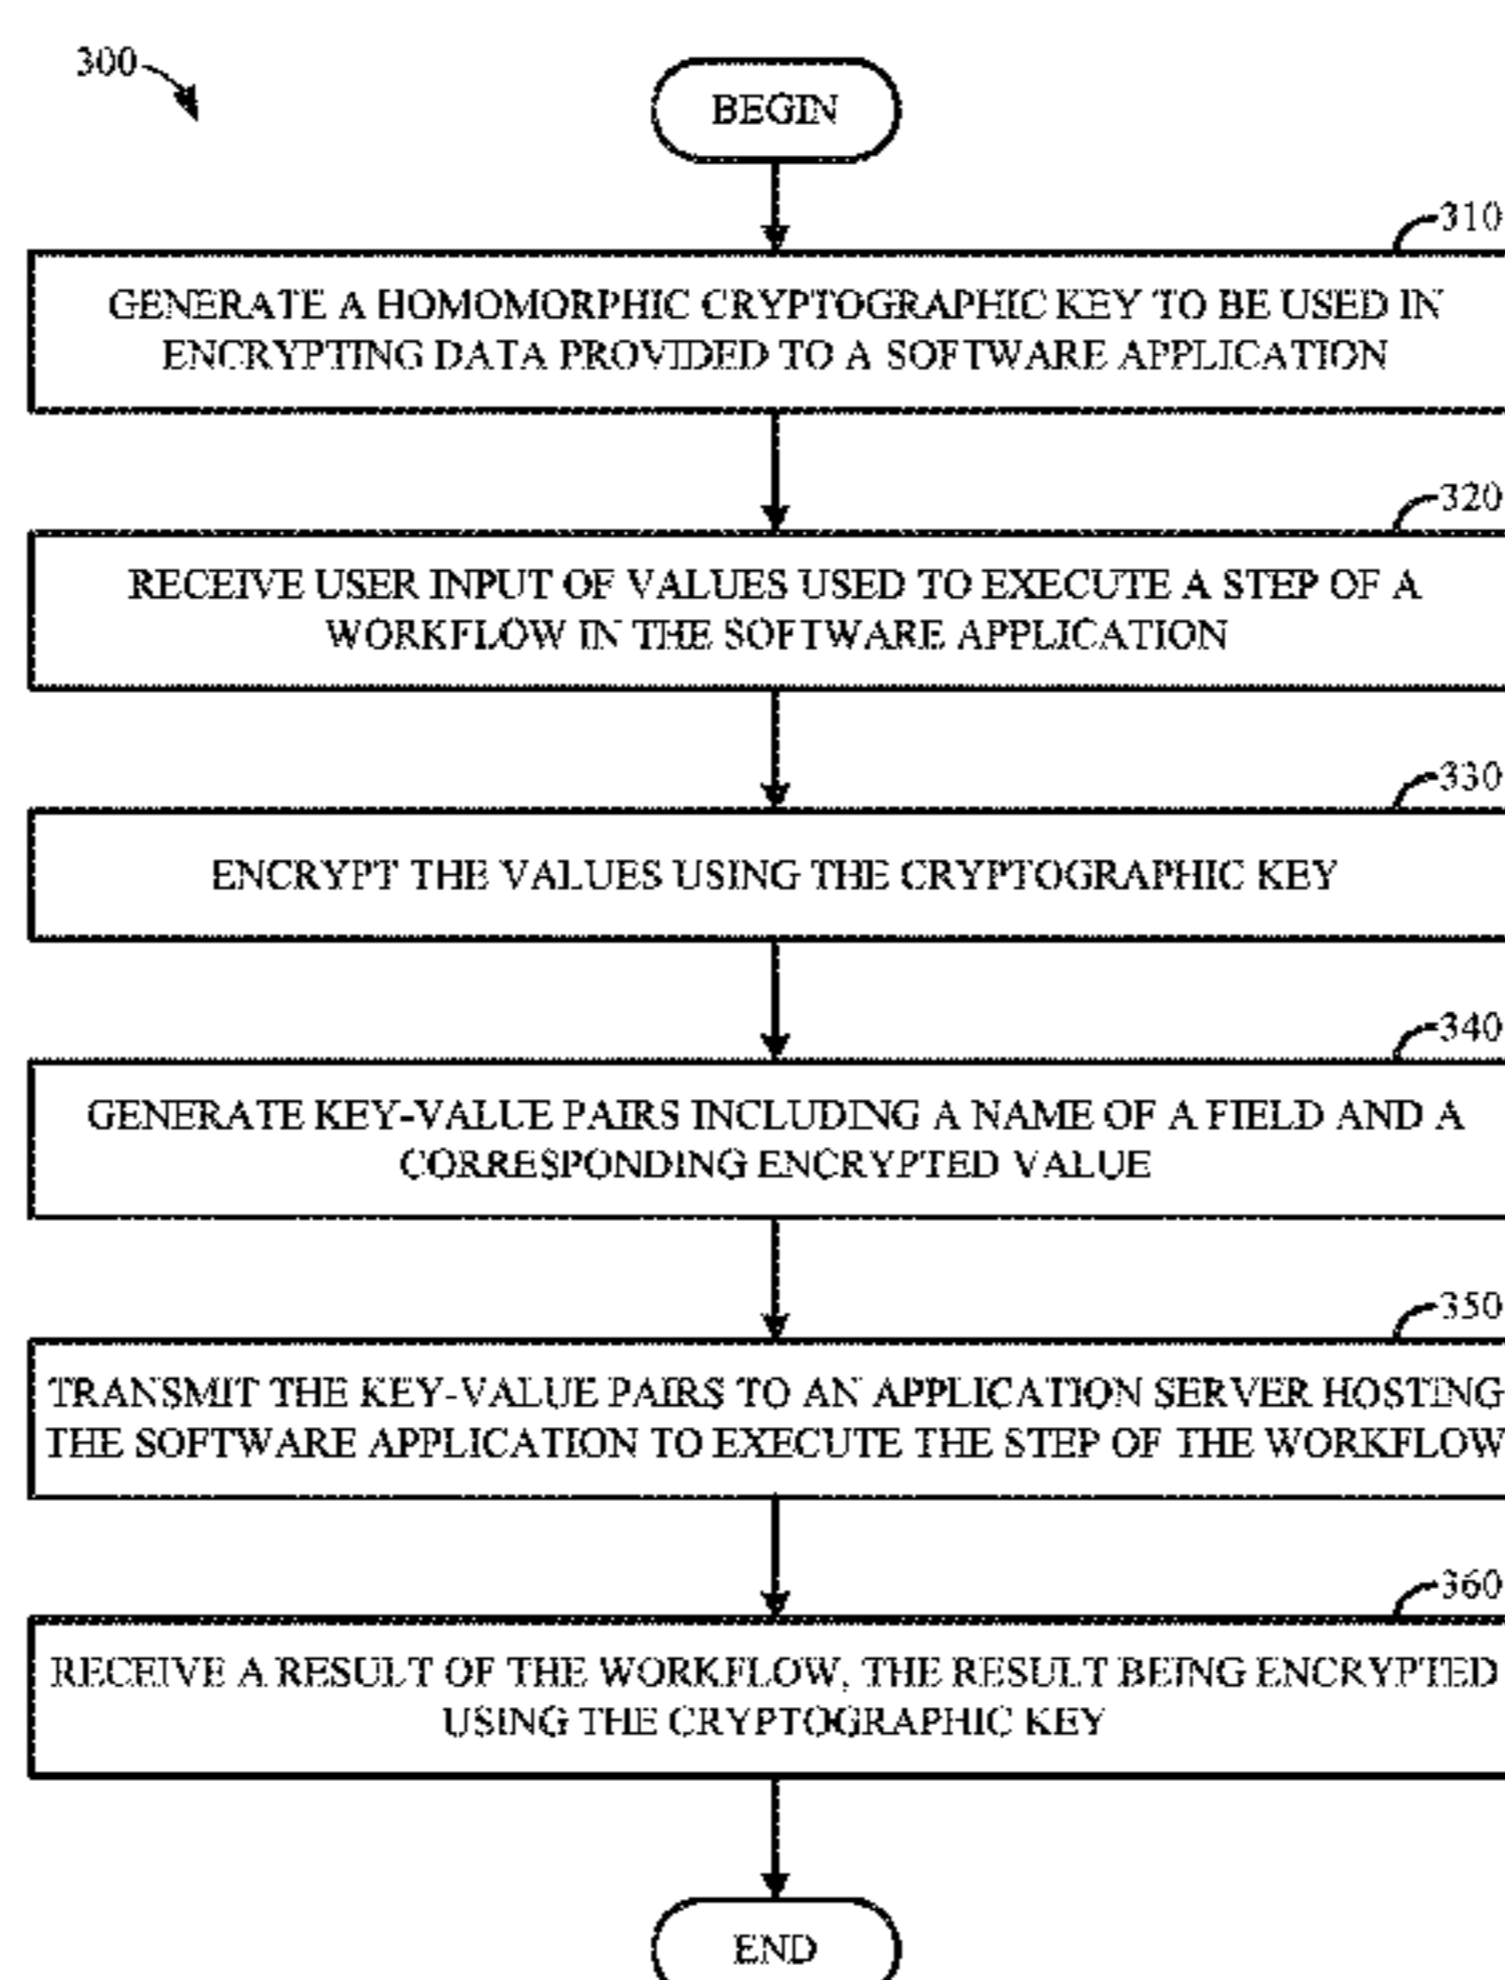 300
BEGIN
310
GENERATE A HOMOMORPHIC CRYPTOGRAPHIC KEY TO BE USED IN
ENCRYPTING DATA PROVIDED TO A SOFTWARE APPLICATION
320
RECEIVE USER INPUT OF VALUES USED TO EXECUTE A STEP OF A
WORKFLOW IN THE SOFTWARE APPLICATION
330
ENCRYPT THE VALUES USING THE CRYPTOGRAPHIC KEY
340
GENERATE KEY-VALUE PAIRS INCLUDING A NAME OF A FIELD AND A
CORRESPONDING ENCRYPTED VALUE
350
TRANSMIT THE KEY-VALUE PAIRS TO AN APPLICATION SERVER HOSTING
THE SOFTWARE APPLICATION TO EXECUTE THE STEP OF THE WORKFLOW
360
RECEIVE A RESULT OF THE WORKFLOW, THE RESULT BEING ENCRYPTED
USING THE CRYPTOGRAPHIC KEY
END